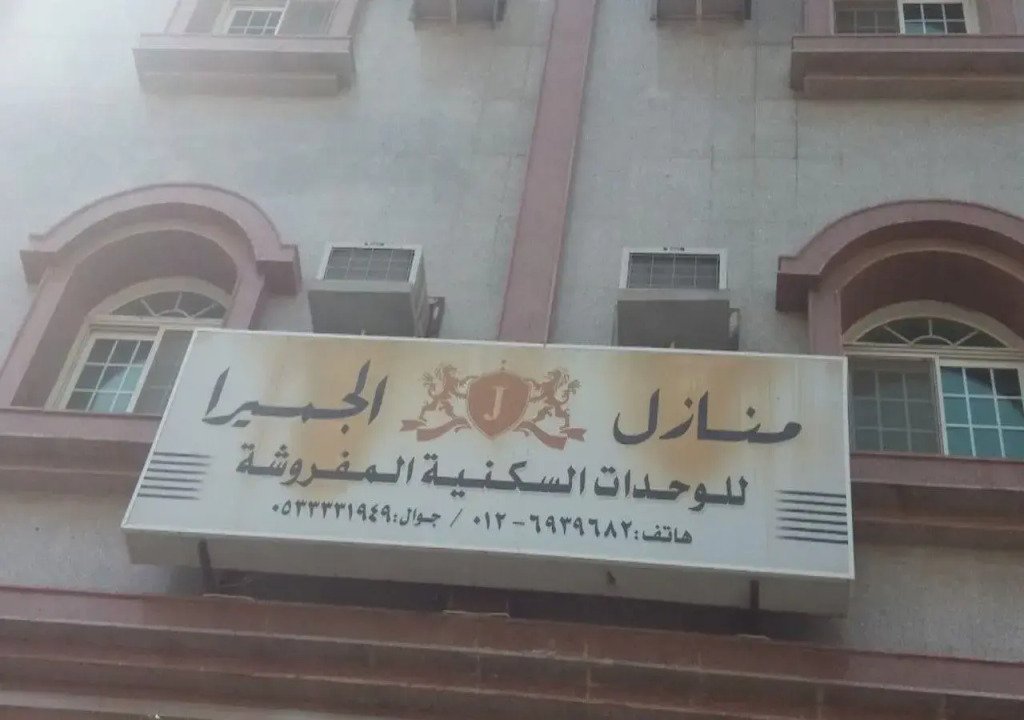 منازل J الجميرا
للوحدات السكنية المفروشة
هاتف: ٦٩٣٩٦٨٢-٠١٢ / جوال: ٠٥٣٣٣٣١٩٤٩